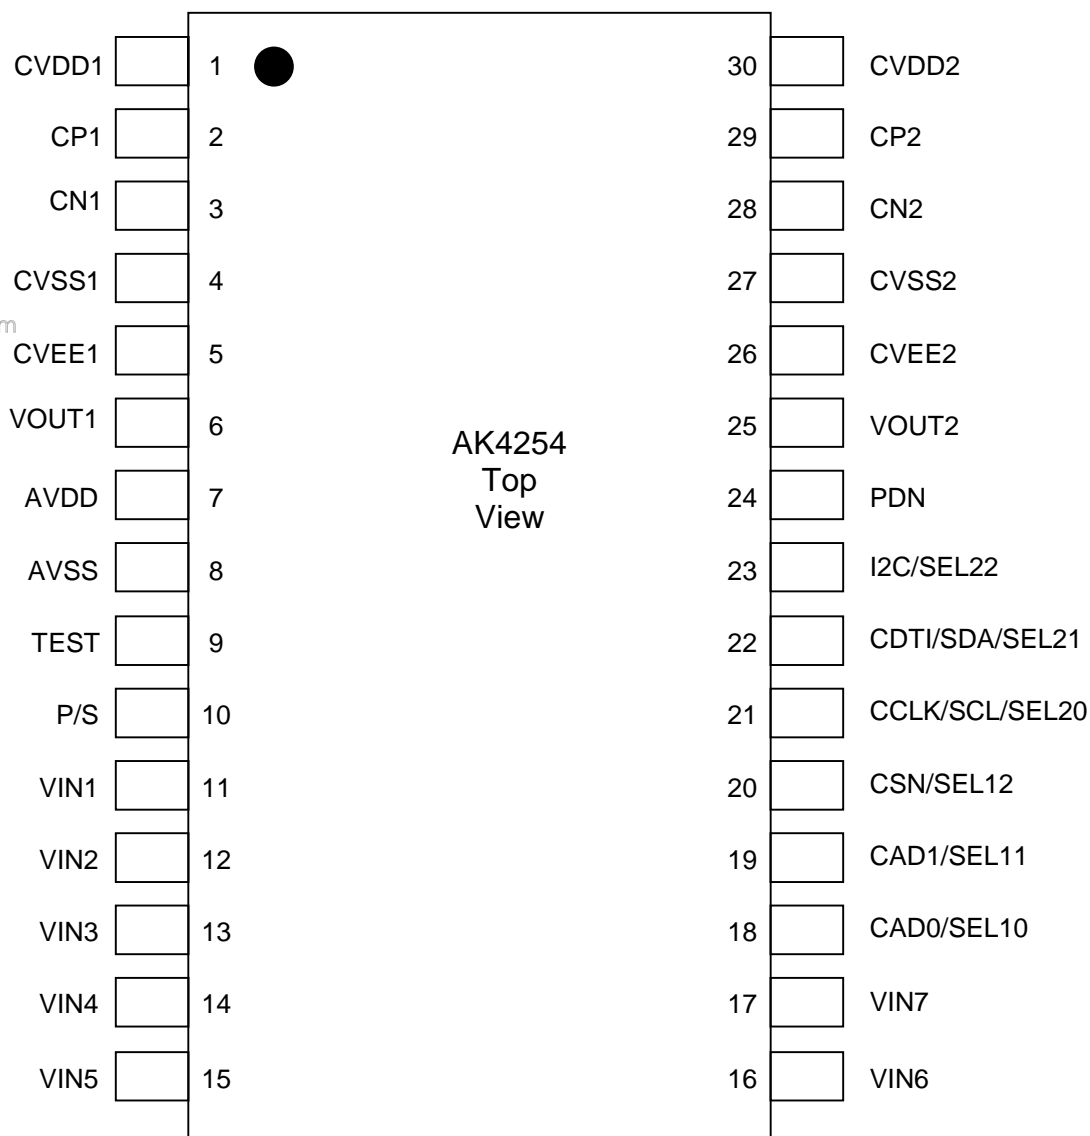 CVDD1 1 30 CVDD2
CP1 2 29 CP2
CN1 3 28 CN2
CVSS1 4 27 CVSS2
m
CVEE1 5 26 CVEE2
VOUT1 6 25 VOUT2
AK4254
Top
View
AVDD 7 24 PDN
AVSS 8 23 I2C/SEL22
TEST 9 22 CDTI/SDA/SEL21
P/S 10 21 CCLK/SCL/SEL20
VIN1 11 20 CSN/SEL12
VIN2 12 19 CAD1/SEL11
VIN3 13 18 CAD0/SEL10
VIN4 14 17 VIN7
VIN5 15 16 VIN6